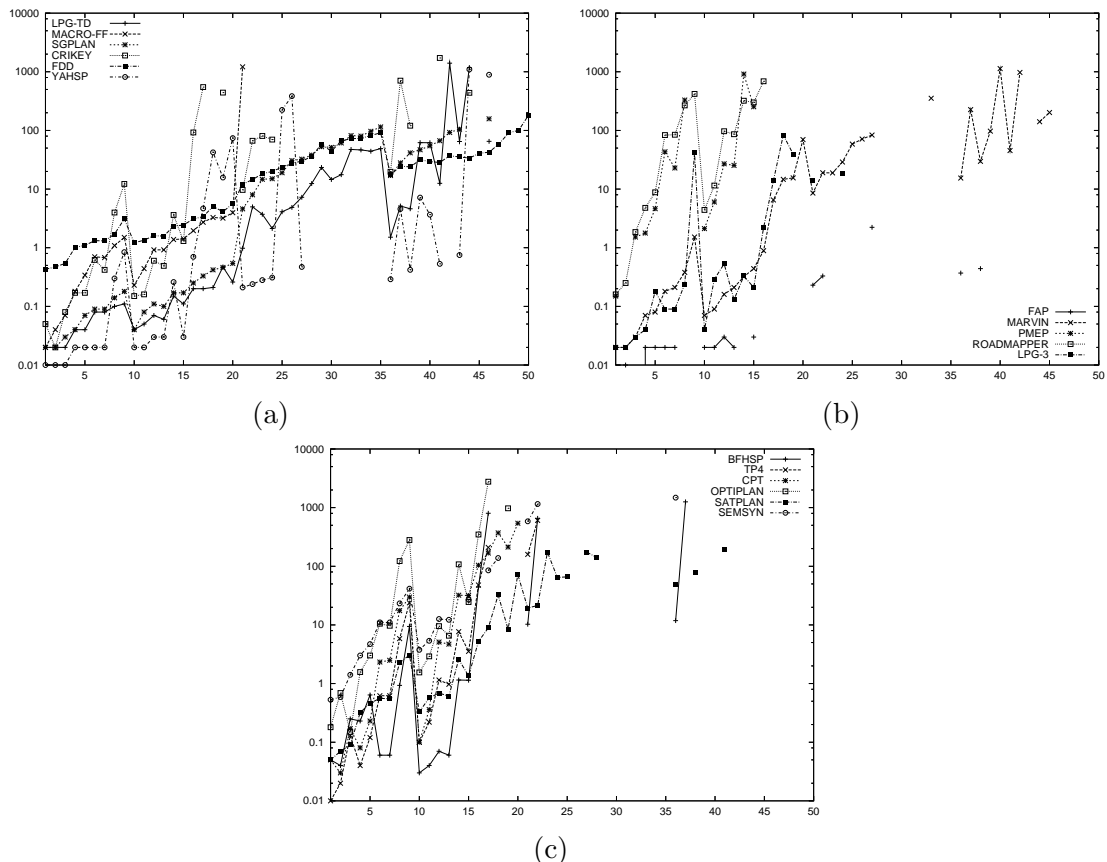 10000
1000
100
10
1
0.1
0.01
5 10 15 20 25 30 35 40 45 50
LPG-TD
MACRO-FF
SGPLAN
CRIKEY
FDD
YAHSP
(a)
10000
1000
100
10
1
0.1
0.01
5 10 15 20 25 30 35 40 45 50
FAP
MARVIN
PMEP
ROADMAPPER
LPG-3
(b)
10000
1000
100
10
1
0.1
0.01
5 10 15 20 25 30 35 40 45 50
BFHSP
TP4
CPT
OPTIPLAN
SATPLAN
SEMSYN
(c)